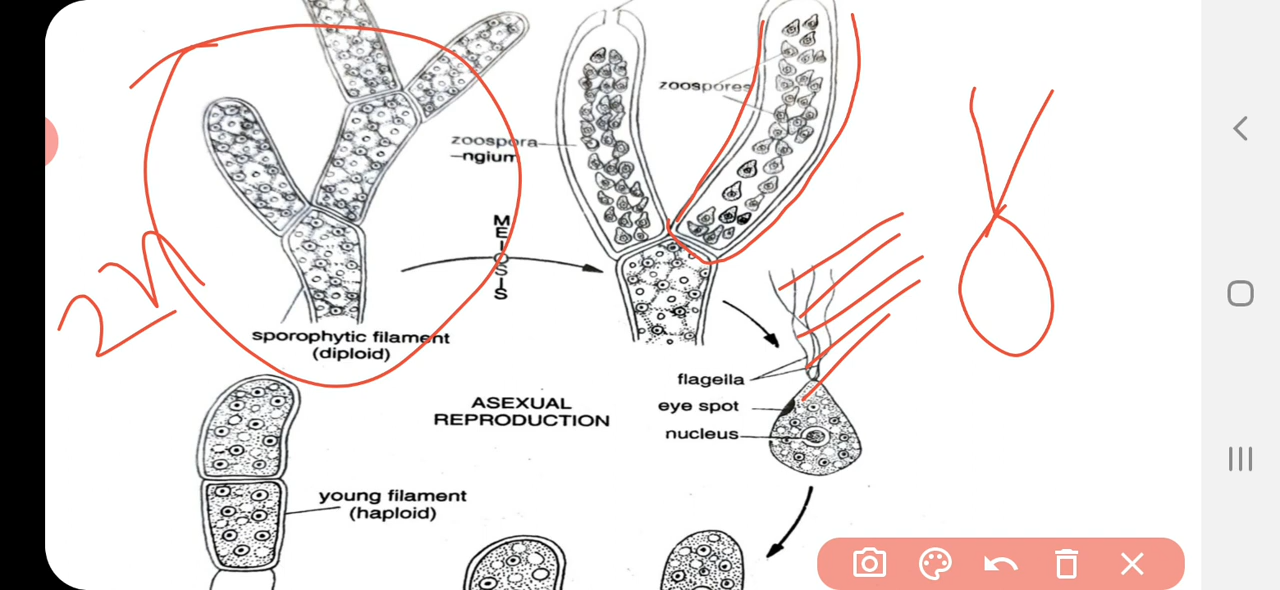 zoospores
zoospora
-ngium
MEIOSIS
2n
sporophytic filament
(diploid)
flagella
eye spot
nucleus
ASEXUAL
REPRODUCTION
young filament
(haploid)